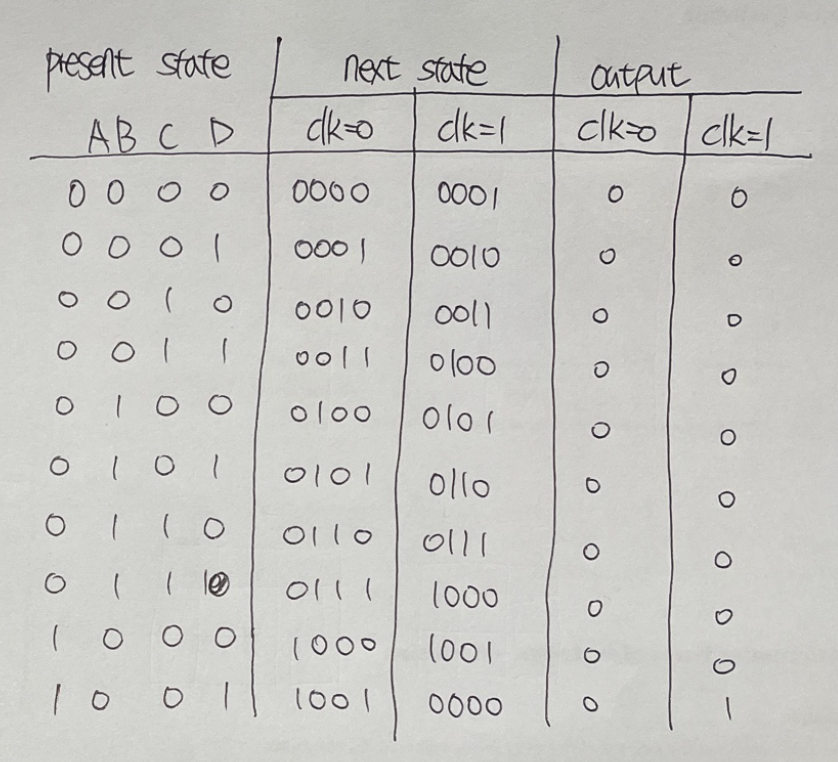 present state next state output
A B C D clk=0 clk=1 clk=0 clk=1
0 0 0 0 0000 0001 0 0
0 0 0 1 0001 0010 0 0
0 0 1 0 0010 0011 0 0
0 0 1 1 0011 0100 0 0
0 1 0 0 0100 0101 0 0
0 1 0 1 0101 0110 0 0
0 1 1 0 0110 0111 0 0
0 1 1 1 0111 1000 0 0
1 0 0 0 1000 1001 0 0
1 0 0 1 1001 0000 0 1